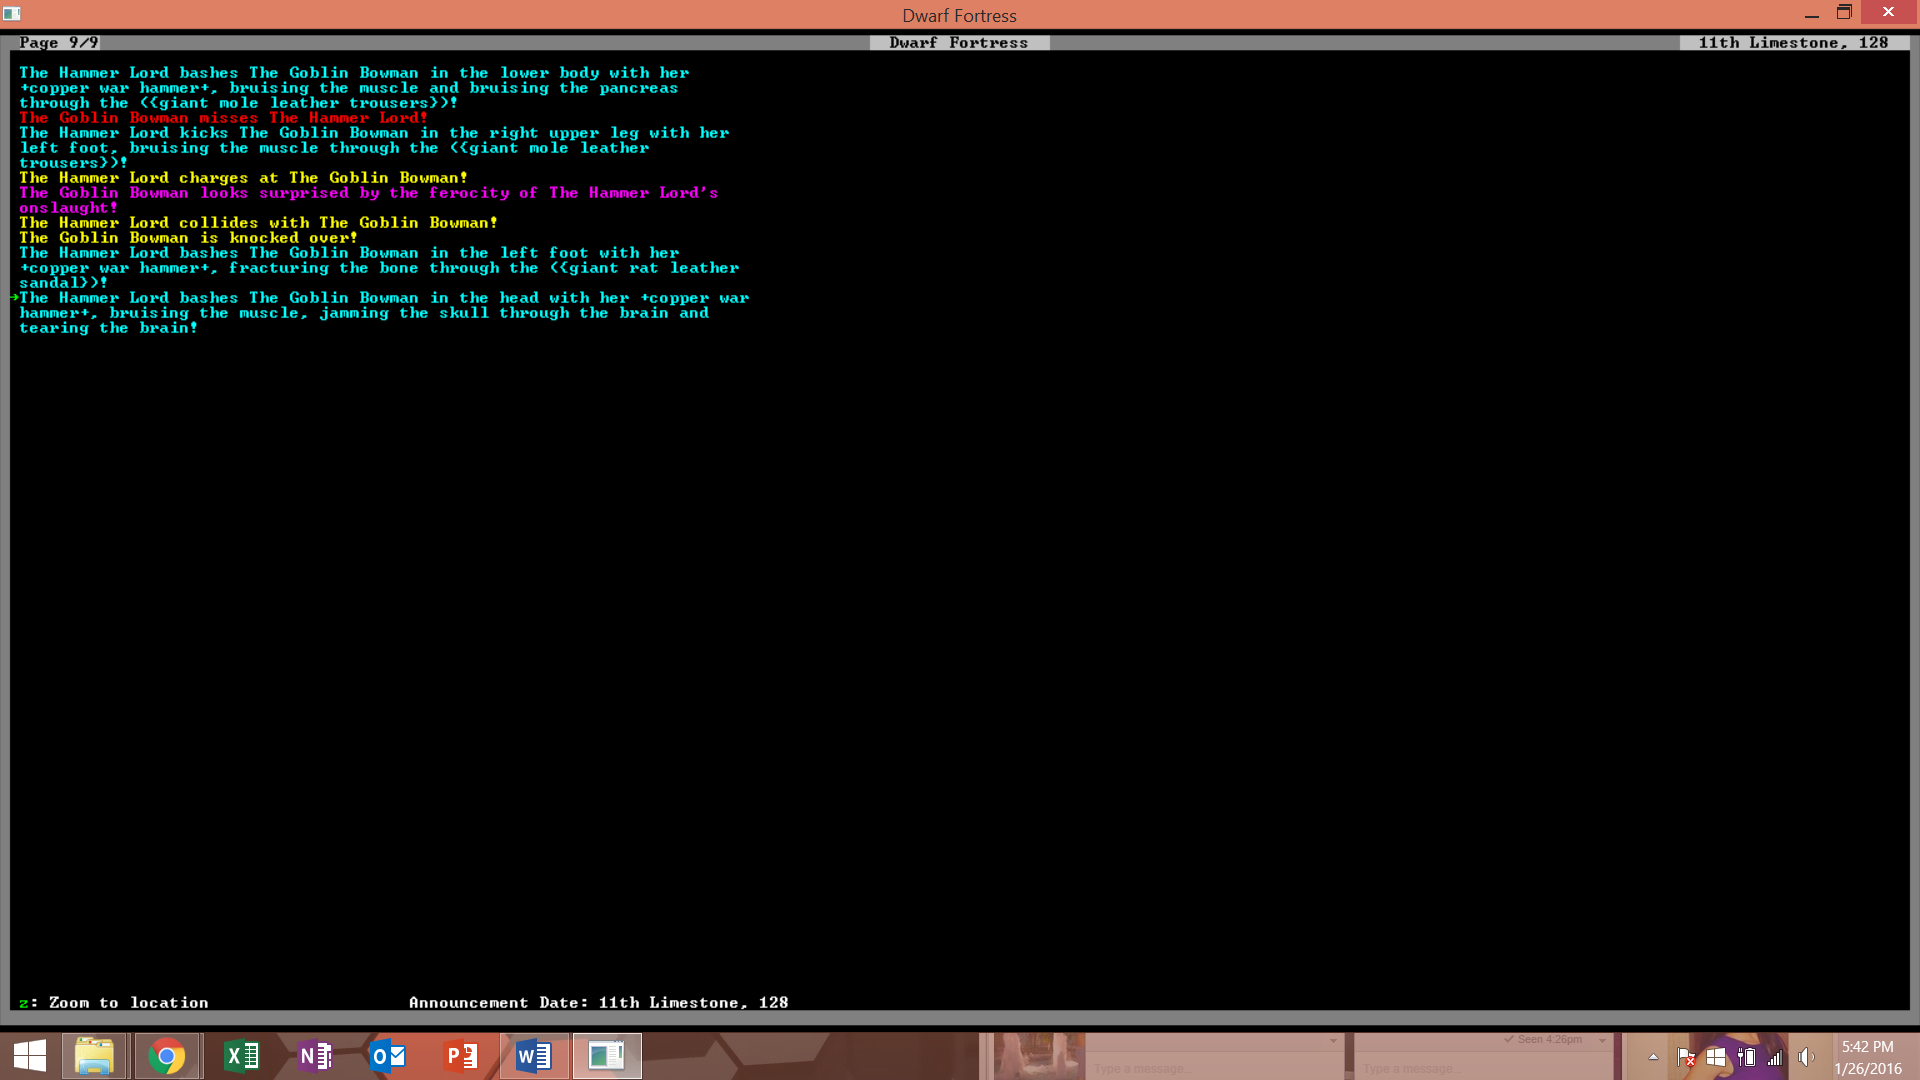 Dwarf Fortress
Page 9/9
Dwarf Fortress
11th Limestone, 128
The Hammer Lord bashes The Goblin Bowman in the lower body with her
+copper war hammer+, bruising the muscle and bruising the pancreas
through the ({giant mole leather trousers})!
The Goblin Bowman misses The Hammer Lord!
The Hammer Lord kicks The Goblin Bowman in the right upper leg with her
left foot, bruising the muscle through the ({giant mole leather
trousers})!
The Hammer Lord charges at The Goblin Bowman!
The Goblin Bowman looks surprised by the ferocity of The Hammer Lord's
onslaught!
The Hammer Lord collides with The Goblin Bowman!
The Goblin Bowman is knocked over!
The Hammer Lord bashes The Goblin Bowman in the left foot with her
+copper war hammer+, fracturing the bone through the ({giant rat leather
sandal})!
The Hammer Lord bashes The Goblin Bowman in the head with her +copper war
hammer+, bruising the muscle, jamming the skull through the brain and
tearing the brain!
z: Zoom to location
Announcement Date: 11th Limestone, 128
Seen 4:26pm
Type a message...
Type a message...
5:42 PM
1/26/2016